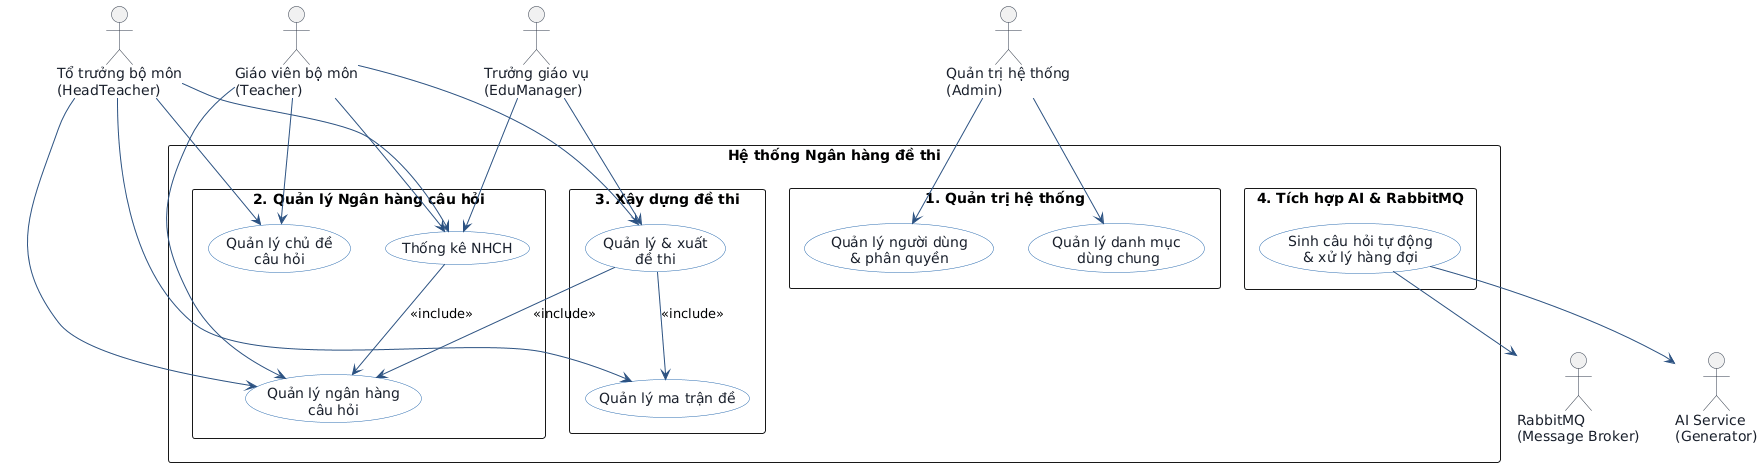 Tổ trưởng bộ môn
(HeadTeacher)
Giáo viên bộ môn
(Teacher)
Trưởng giáo vụ
(EduManager)
Quản trị hệ thống
(Admin)
Hệ thống Ngân hàng đề thi
2. Quản lý Ngân hàng câu hỏi
3. Xây dựng đề thi
1. Quản trị hệ thống
4. Tích hợp AI & RabbitMQ
Quản lý chủ đề
câu hỏi
Thống kê NHCH
Quản lý & xuất
đề thi
Quản lý người dùng
& phân quyền
Quản lý danh mục
dùng chung
Sinh câu hỏi tự động
& xử lý hàng đợi
«include»
«include»
«include»
Quản lý ngân hàng
câu hỏi
Quản lý ma trận đề
RabbitMQ
(Message Broker)
AI Service
(Generator)